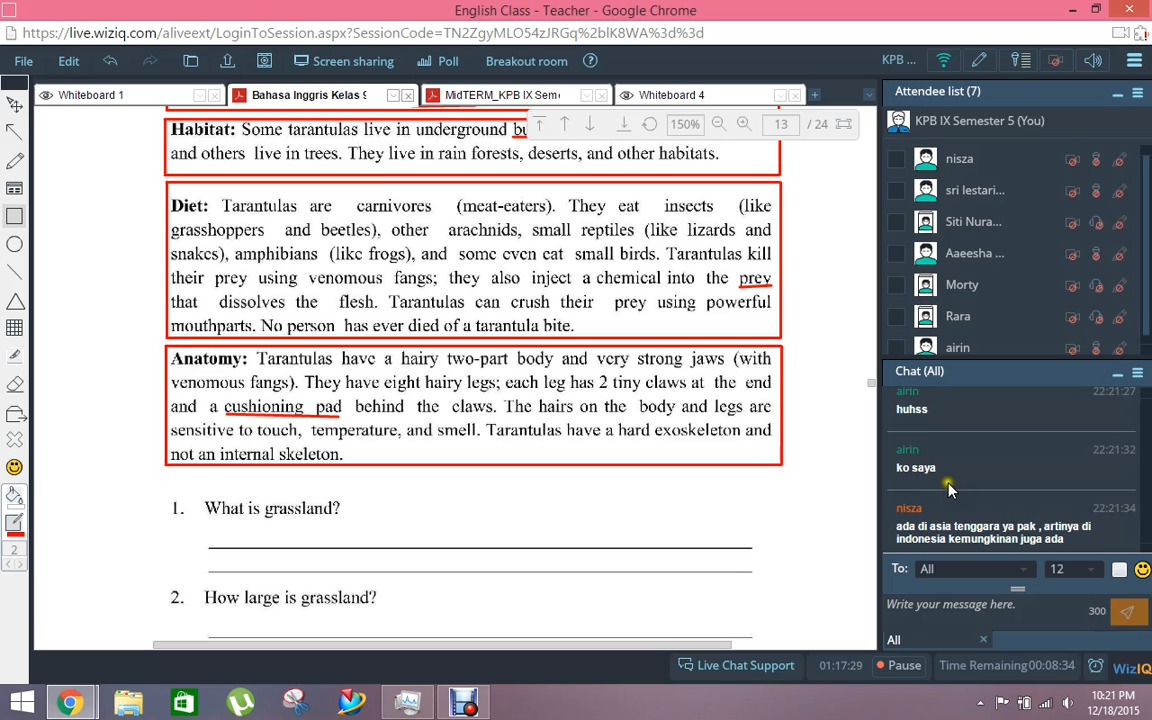 English Class - Teacher - Google Chrome
https://live.wiziq.com/aliveext/LoginToSession.aspx?SessionCode=TN2ZgyMLO54zJRGq%2blK8WA%3d%3d
File Edit Screen sharing Poll Breakout room KPB ...
Whiteboard 1 Bahasa Inggris Kelas 9 MidTERM_KPB IX Sem Whiteboard 4
Attendee list (7)
KPB IX Semester 5 (You)
nisza
sri lestari...
Siti Nura...
Aaeesha ...
Morty
Rara
airin
150% 13 / 24
Habitat: Some tarantulas live in underground
and others live in trees. They live in rain forests, deserts, and other habitats.
Diet: Tarantulas are carnivores (meat-eaters). They eat insects (like
grasshoppers and beetles), other arachnids, small reptiles (like lizards and
snakes), amphibians (like frogs), and some even eat small birds. Tarantulas kill
their prey using venomous fangs; they also inject a chemical into the prey
that dissolves the flesh. Tarantulas can crush their prey using powerful
mouthparts. No person has ever died of a tarantula bite.
Anatomy: Tarantulas have a hairy two-part body and very strong jaws (with
venomous fangs). They have eight hairy legs; each leg has 2 tiny claws at the end
and a cushioning pad behind the claws. The hairs on the body and legs are
sensitive to touch, temperature, and smell. Tarantulas have a hard exoskeleton and
not an internal skeleton.
1. What is grassland?
2. How large is grassland?
2
Chat (All)
airin 22:21:27
huhss
airin 22:21:32
ko saya
nisza 22:21:34
ada di asia tenggara ya pak , artinya di
indonesia kemungkinan juga ada
To: All 12
Write your message here. 300
All
Live Chat Support 01:17:29 Pause Time Remaining 00:08:34 WizIQ
10:21 PM
12/18/2015